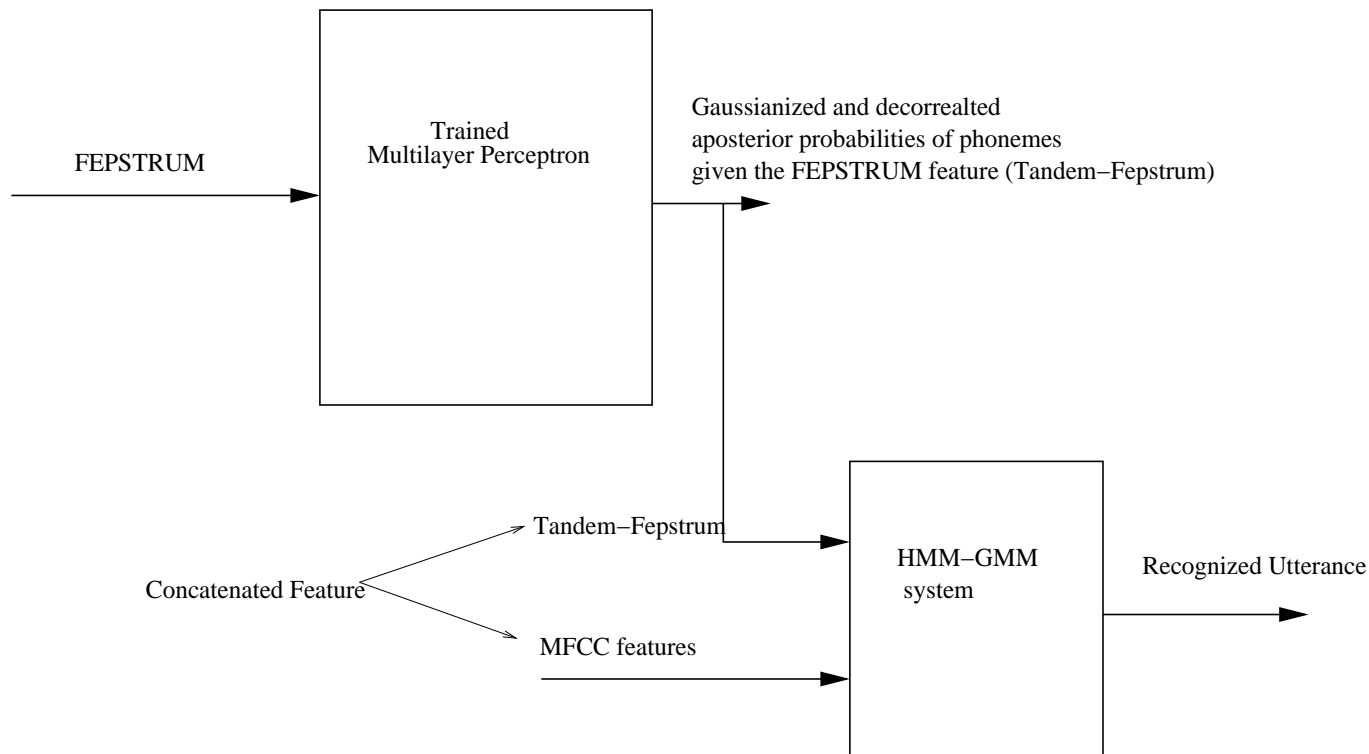 FEPSTRUM
Trained
Multilayer Perceptron
Gaussianized and decorrealted
aposterior probabilities of phonemes
given the FEPSTRUM feature (Tandem−Fepstrum)
Tandem−Fepstrum
Concatenated Feature
MFCC features
HMM−GMM
system
Recognized Utterance